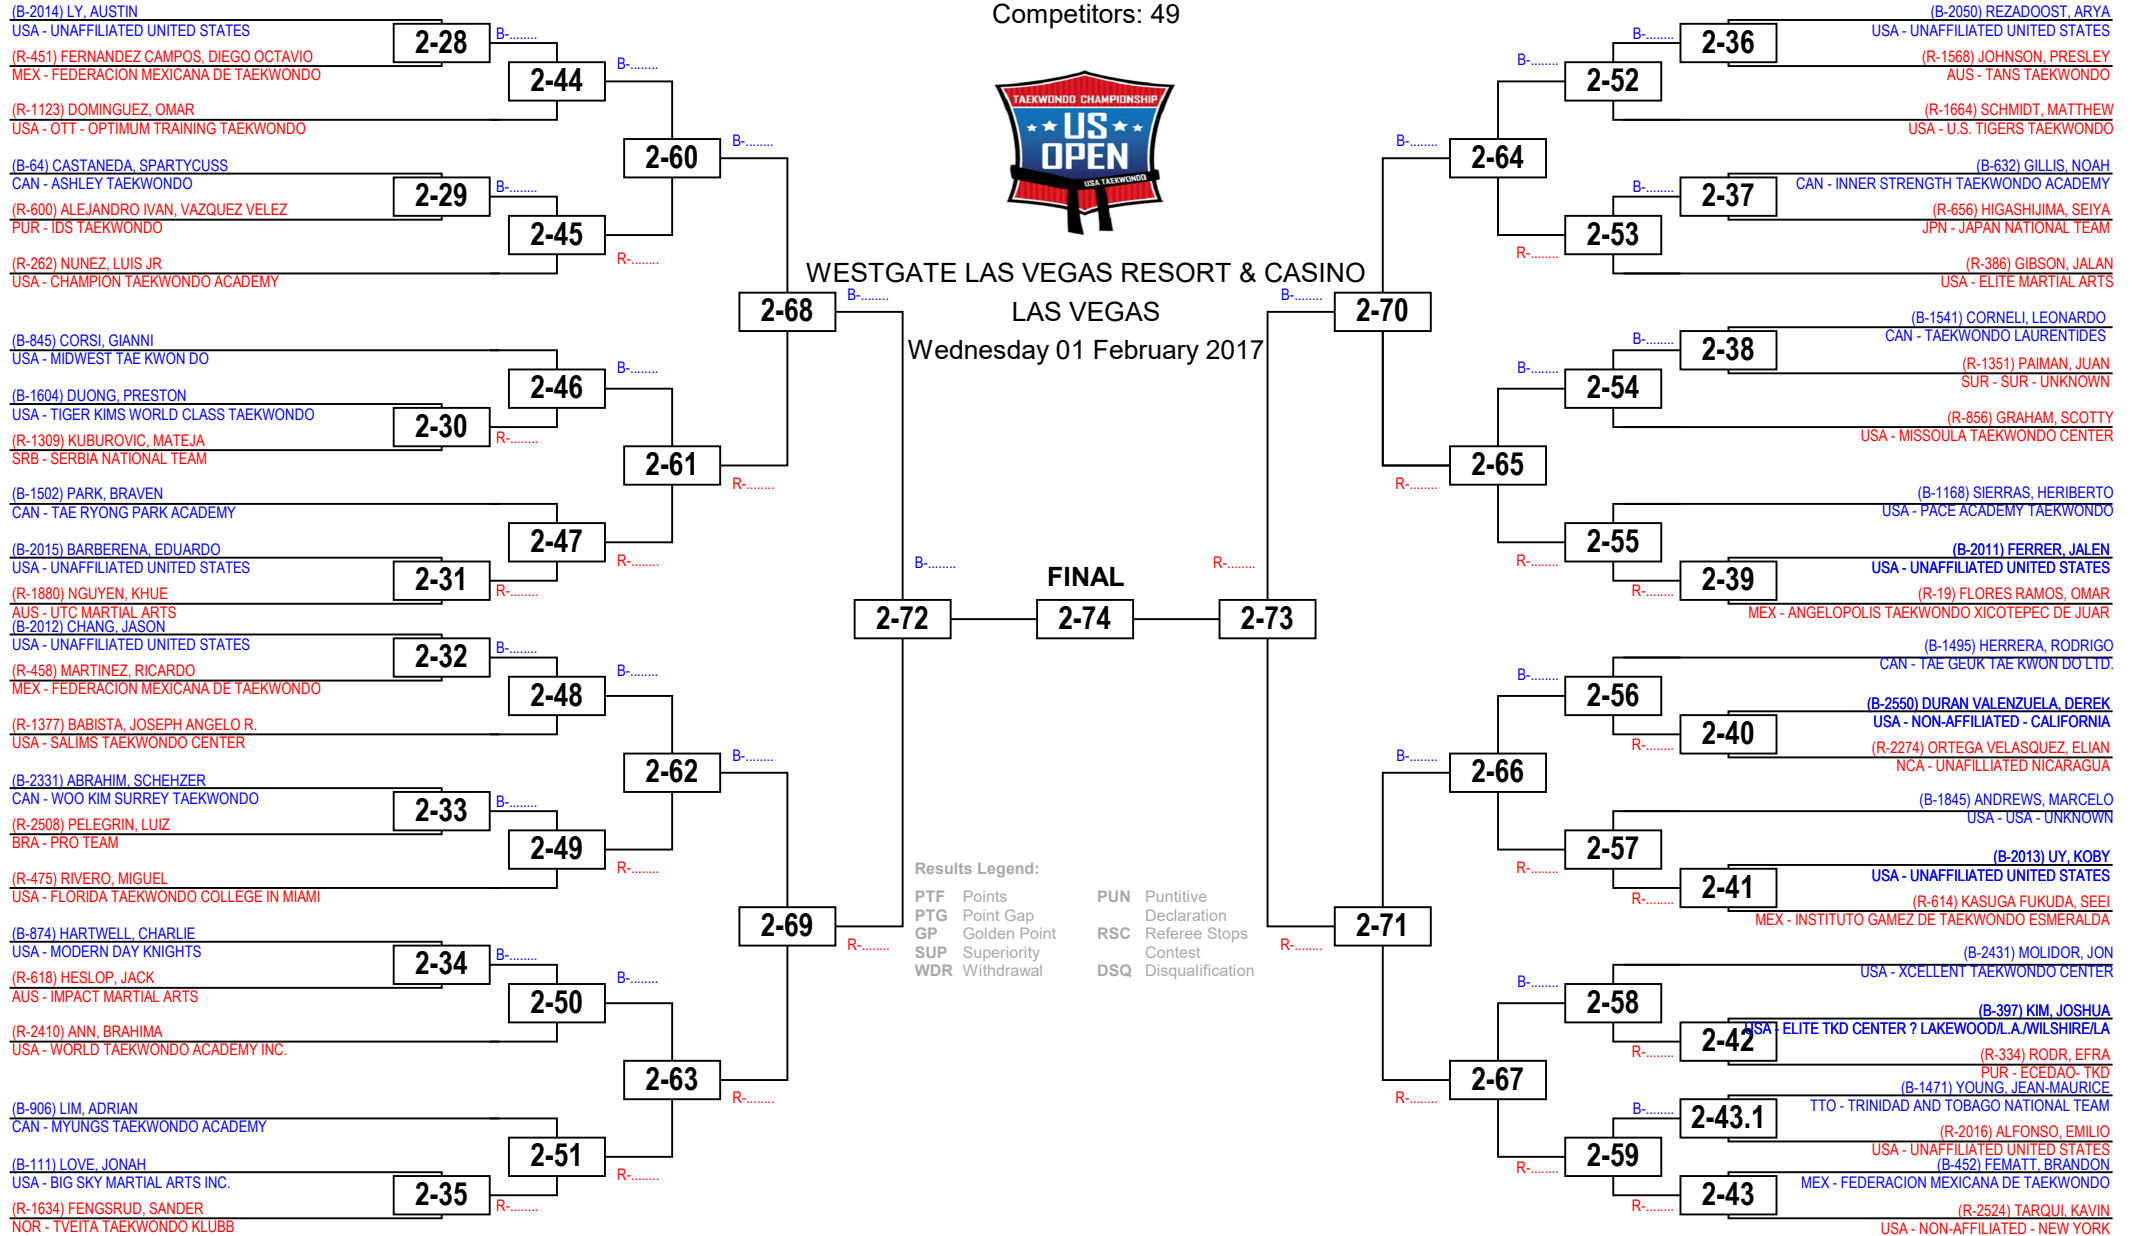 Competitors: 49
TAEKWONDO CHAMPIONSHIP
US
OPEN
USA TAEKWONDO
WESTGATE LAS VEGAS RESORT & CASINO
LAS VEGAS
Wednesday 01 February 2017
(B-2014) LY, AUSTIN
USA - UNAFFILIATED UNITED STATES
2-28
B-........
(R-451) FERNANDEZ CAMPOS, DIEGO OCTAVIO
MEX - FEDERACION MEXICANA DE TAEKWONDO
2-44
B-........
(R-1123) DOMINGUEZ, OMAR
USA - OTT - OPTIMUM TRAINING TAEKWONDO
2-60
B-........
(B-64) CASTANEDA, SPARTYCUSS
CAN - ASHLEY TAEKWONDO
2-29
B-........
(R-600) ALEJANDRO IVAN, VAZQUEZ VELEZ
PUR - IDS TAEKWONDO
2-45
R-........
(R-262) NUNEZ, LUIS JR
USA - CHAMPION TAEKWONDO ACADEMY
2-68
B-........
(B-845) CORSI, GIANNI
USA - MIDWEST TAE KWON DO
2-46
B-........
(B-1604) DUONG, PRESTON
USA - TIGER KIMS WORLD CLASS TAEKWONDO
2-30
R-........
(R-1309) KUBUROVIC, MATEJA
SRB - SERBIA NATIONAL TEAM
2-61
R-........
(B-1502) PARK, BRAVEN
CAN - TAE RYONG PARK ACADEMY
2-47
R-........
(B-2015) BARBERENA, EDUARDO
USA - UNAFFILIATED UNITED STATES
2-31
R-........
(R-1880) NGUYEN, KHUE
AUS - UTC MARTIAL ARTS
(B-2012) CHANG, JASON
USA - UNAFFILIATED UNITED STATES
2-32
B-........
(R-458) MARTINEZ, RICARDO
MEX - FEDERACION MEXICANA DE TAEKWONDO
2-48
B-........
(R-1377) BABISTA, JOSEPH ANGELO R.
USA - SALIMS TAEKWONDO CENTER
2-62
B-........
(B-2331) ABRAHIM, SCHEHZER
CAN - WOO KIM SURREY TAEKWONDO
2-33
B-........
(R-2508) PELEGRIN, LUIZ
BRA - PRO TEAM
2-49
R-........
(R-475) RIVERO, MIGUEL
USA - FLORIDA TAEKWONDO COLLEGE IN MIAMI
2-69
R-........
(B-874) HARTWELL, CHARLIE
USA - MODERN DAY KNIGHTS
2-34
B-........
(R-618) HESLOP, JACK
AUS - IMPACT MARTIAL ARTS
2-50
B-........
(R-2410) ANN, BRAHIMA
USA - WORLD TAEKWONDO ACADEMY INC.
2-63
R-........
(B-906) LIM, ADRIAN
CAN - MYUNGS TAEKWONDO ACADEMY
2-51
R-........
(B-111) LOVE, JONAH
USA - BIG SKY MARTIAL ARTS INC.
2-35
R-........
(R-1634) FENGSRUD, SANDER
NOR - TVEITA TAEKWONDO KLUBB
B-........
2-72
FINAL
2-74
R-........
2-73
Results Legend:
PTF Points
PTG Point Gap
GP Golden Point
SUP Superiority
WDR Withdrawal
PUN Puntitive
Declaration
RSC Referee Stops
Contest
DSQ Disqualification
(B-2050) REZADOOST, ARYA
USA - UNAFFILIATED UNITED STATES
B-........
2-36
(R-1568) JOHNSON, PRESLEY
AUS - TANS TAEKWONDO
B-........
2-52
(R-1664) SCHMIDT, MATTHEW
USA - U.S. TIGERS TAEKWONDO
B-........
2-64
(B-632) GILLIS, NOAH
CAN - INNER STRENGTH TAEKWONDO ACADEMY
B-........
2-37
(R-656) HIGASHIJIMA, SEIYA
JPN - JAPAN NATIONAL TEAM
R-........
2-53
(R-386) GIBSON, JALAN
USA - ELITE MARTIAL ARTS
B-........
2-70
(B-1541) CORNELI, LEONARDO
CAN - TAEKWONDO LAURENTIDES
B-........
2-38
(R-1351) PAIMAN, JUAN
SUR - SUR - UNKNOWN
B-........
2-54
(R-856) GRAHAM, SCOTTY
USA - MISSOULA TAEKWONDO CENTER
R-........
2-65
(B-1168) SIERRAS, HERIBERTO
USA - PACE ACADEMY TAEKWONDO
R-........
2-55
(B-2011) FERRER, JALEN
USA - UNAFFILIATED UNITED STATES
R-........
2-39
(R-19) FLORES RAMOS, OMAR
MEX - ANGELOPOLIS TAEKWONDO XICOTEPEC DE JUAR
(B-1495) HERRERA, RODRIGO
CAN - TAE GEUK TAE KWON DO LTD.
B-........
2-56
(B-2550) DURAN VALENZUELA, DEREK
USA - NON-AFFILIATED - CALIFORNIA
R-........
2-40
(R-2274) ORTEGA VELASQUEZ, ELIAN
NCA - UNAFILLIATED NICARAGUA
B-........
2-66
(B-1845) ANDREWS, MARCELO
USA - USA - UNKNOWN
R-........
2-57
(B-2013) UY, KOBY
USA - UNAFFILIATED UNITED STATES
R-........
2-41
(R-614) KASUGA FUKUDA, SEEI
MEX - INSTITUTO GAMEZ DE TAEKWONDO ESMERALDA
R-........
2-71
(B-2431) MOLIDOR, JON
USA - XCELLENT TAEKWONDO CENTER
B-........
2-58
(B-397) KIM, JOSHUA
USA - ELITE TKD CENTER ? LAKEWOOD/L.A./WILSHIRE/LA
R-........
2-42
(R-334) RODR, EFRA
PUR - ECEDAO- TKD
R-........
2-67
(B-1471) YOUNG, JEAN-MAURICE
TTO - TRINIDAD AND TOBAGO NATIONAL TEAM
B-........
2-43.1
(R-2016) ALFONSO, EMILIO
USA - UNAFFILIATED UNITED STATES
R-........
2-59
(B-452) FEMATT, BRANDON
MEX - FEDERACION MEXICANA DE TAEKWONDO
R-........
2-43
(R-2524) TARQUI, KAVIN
USA - NON-AFFILIATED - NEW YORK